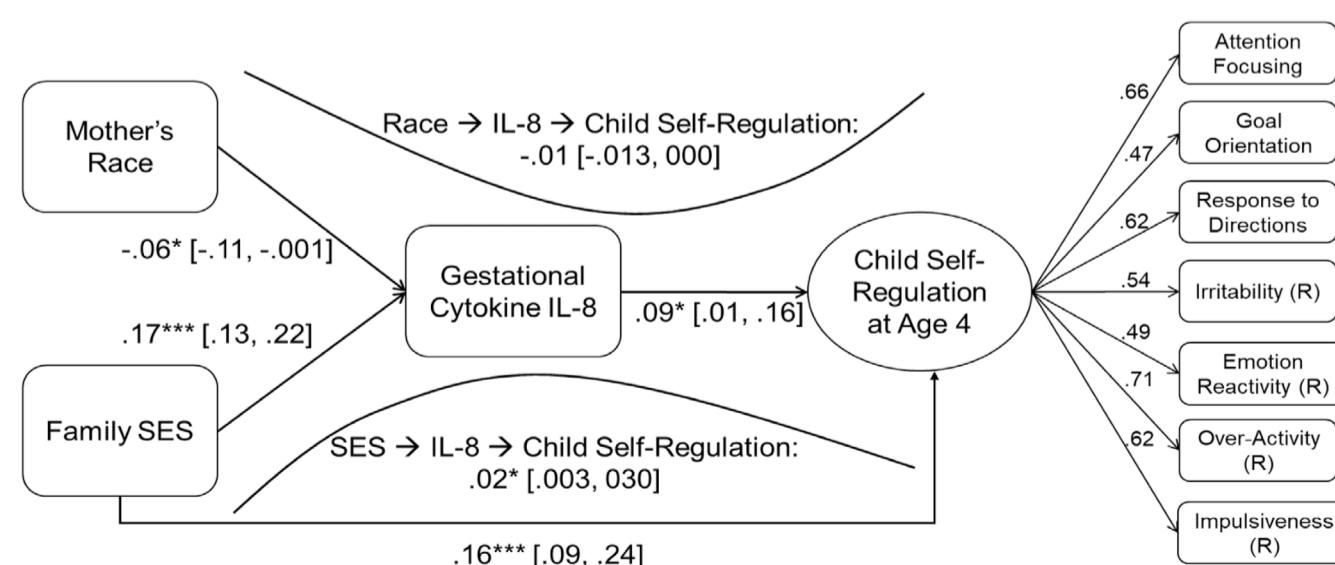 Mother's
Race
Family SES
Race → IL-8 → Child Self-Regulation:
-.01 [-.013, 000]
-.06* [-.11, -.001]
.17*** [.13, .22]
Gestational
Cytokine IL-8
.09* [.01, .16]
SES → IL-8 → Child Self-Regulation:
.02* [.003, 030]
.16*** [.09, .24]
Child Self-
Regulation
at Age 4
.66
.47
.62
.54
.49
.71
.62
Attention
Focusing
Goal
Orientation
Response to
Directions
Irritability (R)
Emotion
Reactivity (R)
Over-Activity
(R)
Impulsiveness
(R)